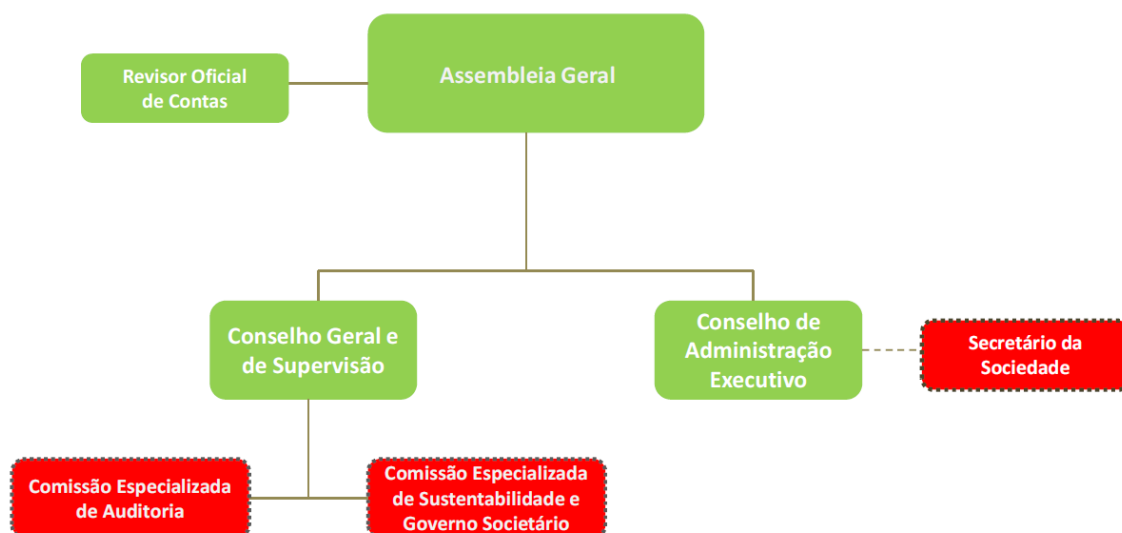 Assembleia Geral
Revisor Oficial
de Contas
Conselho Geral e
de Supervisão
Conselho de
Administração
Executivo
Secretário da
Sociedade
Comissão Especializada
de Auditoria
Comissão Especializada
de Sustentabilidade e
Governo Societário